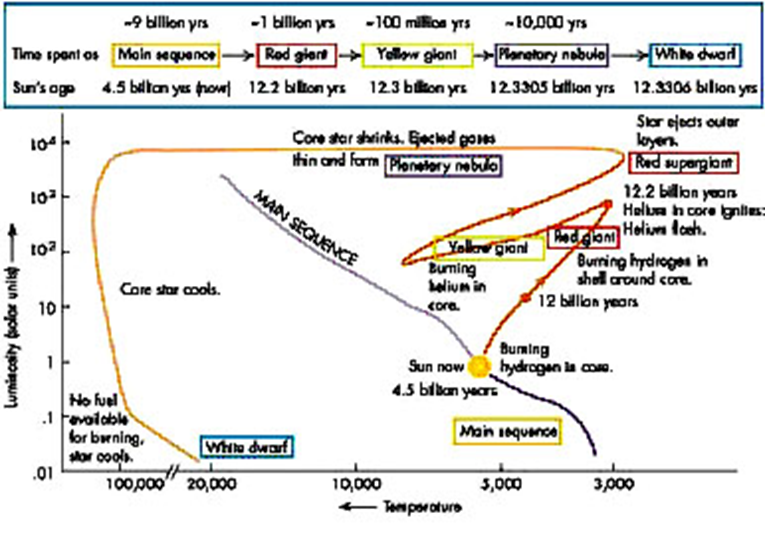 ~9 billion yrs ~1 billion yrs ~100 million yrs ~10,000 yrs
Time spent as Main sequence Red giant Yellow giant Planetary nebula White dwarf
Sun's age 4.5 billion yrs (now) 12.2 billion yrs 12.3 billion yrs 12.3305 billion yrs 12.3306 billion yrs
Star ejects outer
layers.
Red supergiant
Core star shrinks. Ejected gases
thin and form Planetary nebula
12.2 billion years
Helium in core ignites:
Helium flash.
MAIN SEQUENCE
Yellow giant
Red giant
Burning
helium in
core.
Burning hydrogen in
shell around core.
12 billion years
Core star cools.
Sun now
4.5 billion years
Burning
hydrogen in core.
No fuel
available
for burning,
star cools.
White dwarf
Main sequence
Luminosity (solar units)
10⁴
10³
10²
10
1
.1
.01
100,000 20,000 10,000 5,000 3,000
Temperature